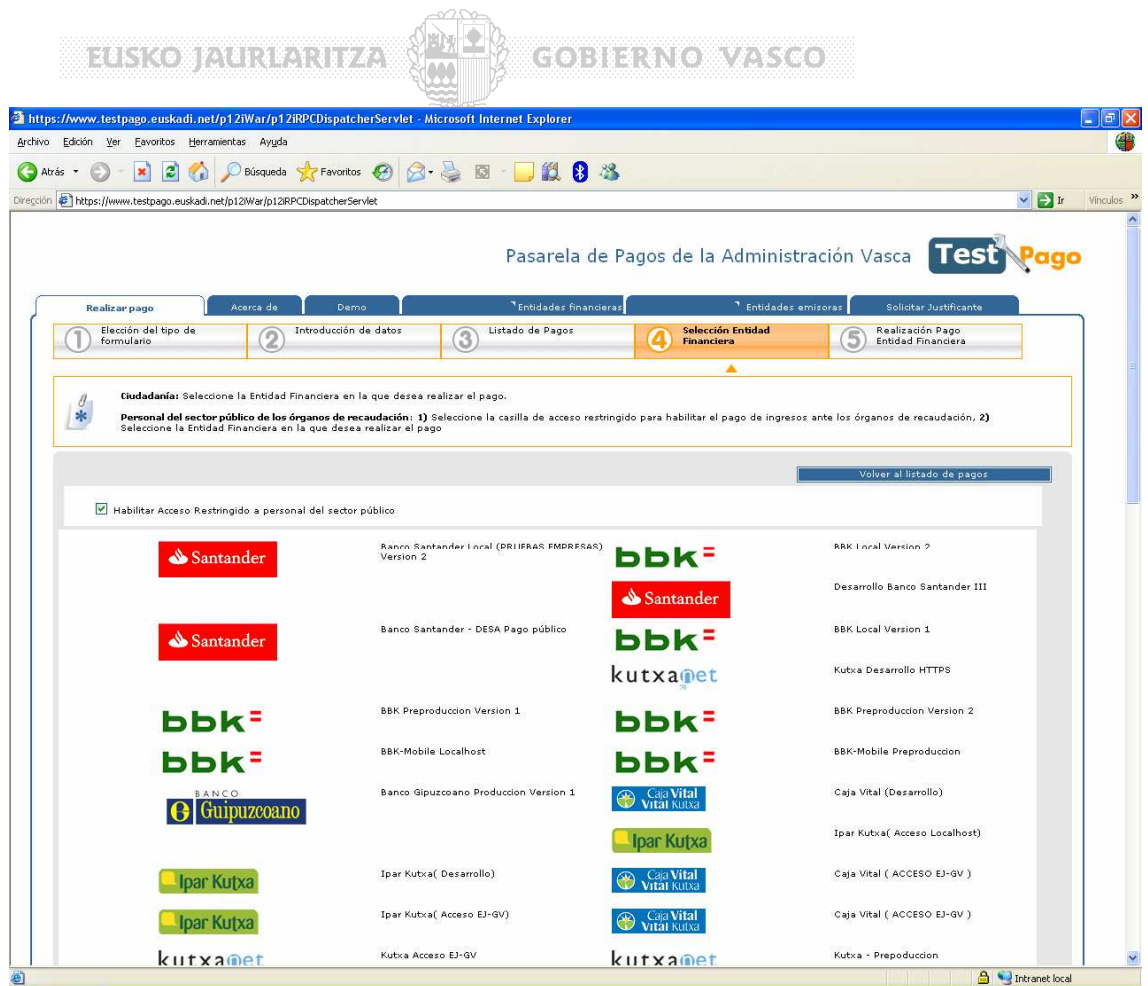 EUSKO JAURLARITZA GOBIERNO VASCO
https://www.testpago.euskadi.net/p12iWar/p12iRPCDispatcherServlet - Microsoft Internet Explorer
Archivo Edición Ver Favoritos Herramientas Ayuda
Atrás Búsqueda Favoritos
Dirección https://www.testpago.euskadi.net/p12iWar/p12iRPCDispatcherServlet Ir Vínculos »
Pasarela de Pagos de la Administración Vasca Test Pago
Realizar pago Acerca de Demo Entidades financieras Entidades emisoras Solicitar Justificante
1 Elección del tipo de formulario 2 Introducción de datos 3 Listado de Pagos 4 Selección Entidad Financiera 5 Realización Pago Entidad Financiera
Ciudadanía: Seleccione la Entidad Financiera en la que desea realizar el pago.
Personal del sector público de los órganos de recaudación: 1) Seleccione la casilla de acceso restringido para habilitar el pago de ingresos ante los órganos de recaudación, 2)
Seleccione la Entidad Financiera en la que desea realizar el pago
Volver al listado de pagos
Habilitar Acceso Restringido a personal del sector público
Santander Banco Santander Local (PRUEBAS EMPRESAS) Version 2 bbk BBK Local Version 2
Santander Desarrollo Banco Santander III
Santander Banco Santander - DESA Pago público bbk BBK Local Version 1
kutxanet Kutxa Desarrollo HTTPS
bbk BBK Preproduccion Version 1 bbk BBK Preproduccion Version 2
bbk BBK-Mobile Localhost bbk BBK-Mobile Preproduccion
BANCO Guipuzcoano Banco Gipuzcoano Produccion Version 1 Caja Vital Vital Kutxa Caja Vital (Desarrollo)
Ipar Kutxa Ipar Kutxa( Acceso Localhost)
Ipar Kutxa Ipar Kutxa( Desarrollo) Caja Vital Vital Kutxa Caja Vital ( ACCESO EJ-GV )
Ipar Kutxa Ipar Kutxa( Acceso EJ-GV) Caja Vital Vital Kutxa Caja Vital ( ACCESO EJ-GV )
kutxanet Kutxa Acceso EJ-GV kutxanet Kutxa - Prepoduccion
Intranet local